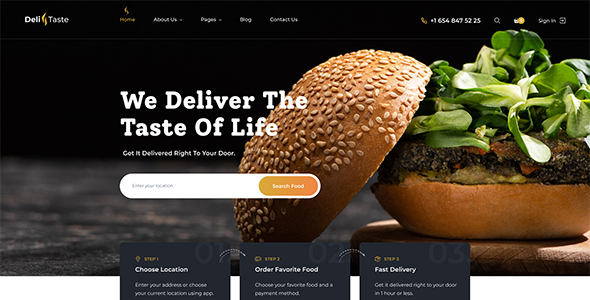 Deli Taste
Home About Us Pages Blog Contact Us
+1 654 847 52 25
0
Sign In
We Deliver The
Taste Of Life
Get It Delivered Right To Your Door.
Enter your location
Search Food
01
STEP 1
Choose Location
Enter your address or choose
your current location using app.
02
STEP 2
Order Favorite Food
Choose your favorite food and a
payment method.
03
STEP 3
Fast Delivery
Get it delivered right to your door
in 1 hour or less.